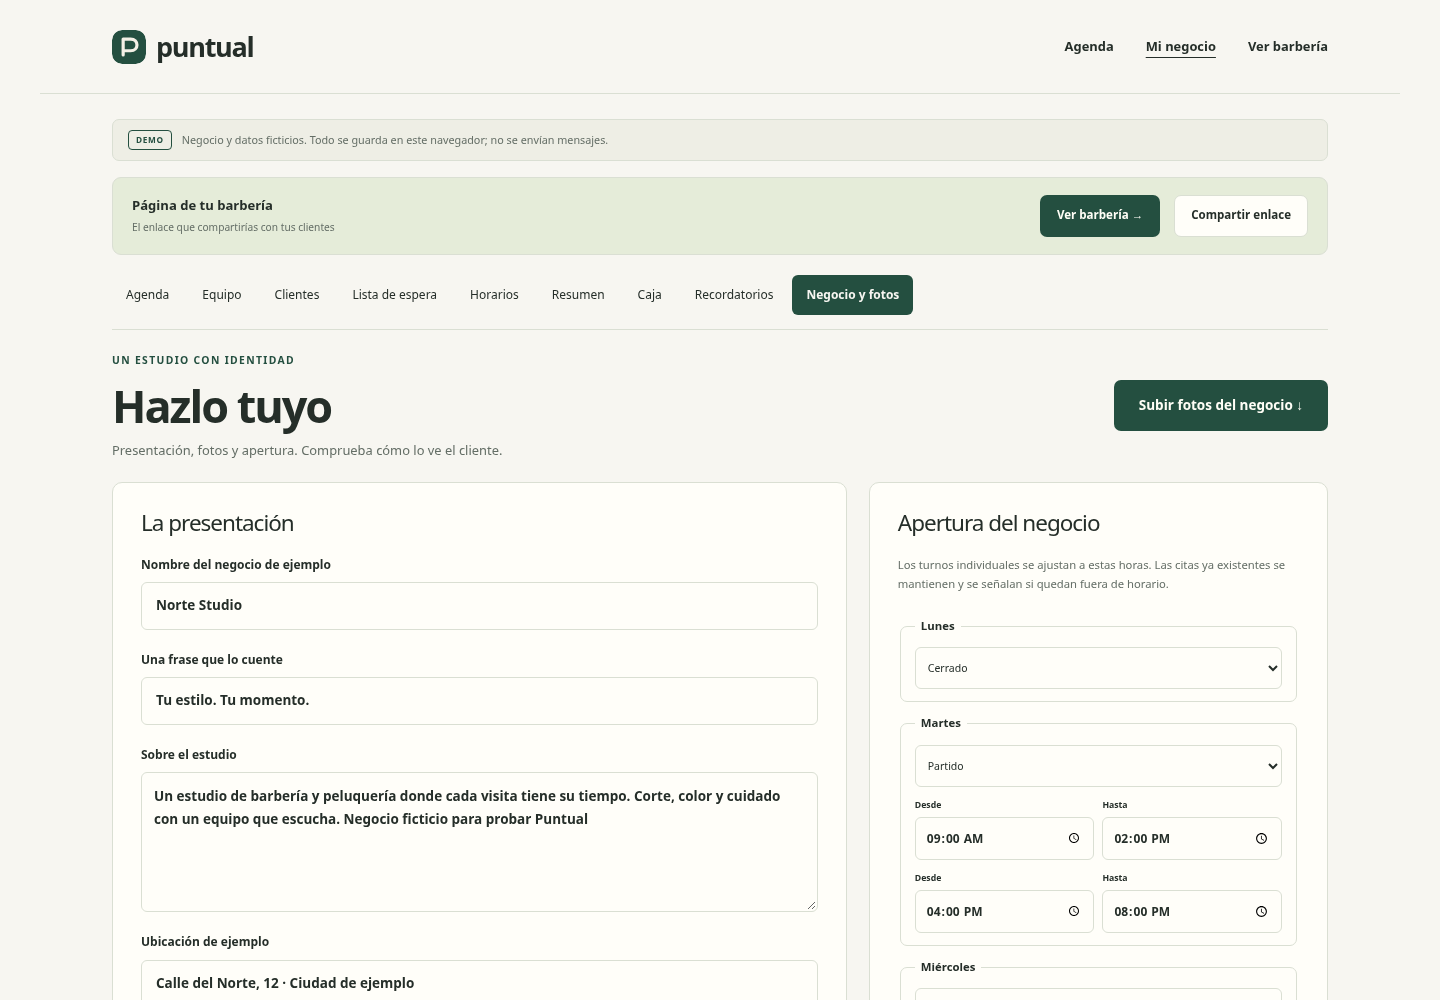 puntual
Agenda
Mi negocio
Ver barbería
DEMO
Negocio y datos ficticios. Todo se guarda en este navegador; no se envían mensajes.
Página de tu barbería
El enlace que compartirías con tus clientes
Ver barbería →
Compartir enlace
Agenda
Equipo
Clientes
Lista de espera
Horarios
Resumen
Caja
Recordatorios
Negocio y fotos
UN ESTUDIO CON IDENTIDAD
Hazlo tuyo
Presentación, fotos y apertura. Comprueba cómo lo ve el cliente.
Subir fotos del negocio ↓
La presentación
Nombre del negocio de ejemplo
Norte Studio
Una frase que lo cuente
Tu estilo. Tu momento.
Sobre el estudio
Un estudio de barbería y peluquería donde cada visita tiene su tiempo. Corte, color y cuidado
con un equipo que escucha. Negocio ficticio para probar Puntual
Ubicación de ejemplo
Calle del Norte, 12 · Ciudad de ejemplo
Apertura del negocio
Los turnos individuales se ajustan a estas horas. Las citas ya existentes se
mantienen y se señalan si quedan fuera de horario.
Lunes
Cerrado
Martes
Partido
Desde
Hasta
09:00 AM
02:00 PM
Desde
Hasta
04:00 PM
08:00 PM
Miércoles